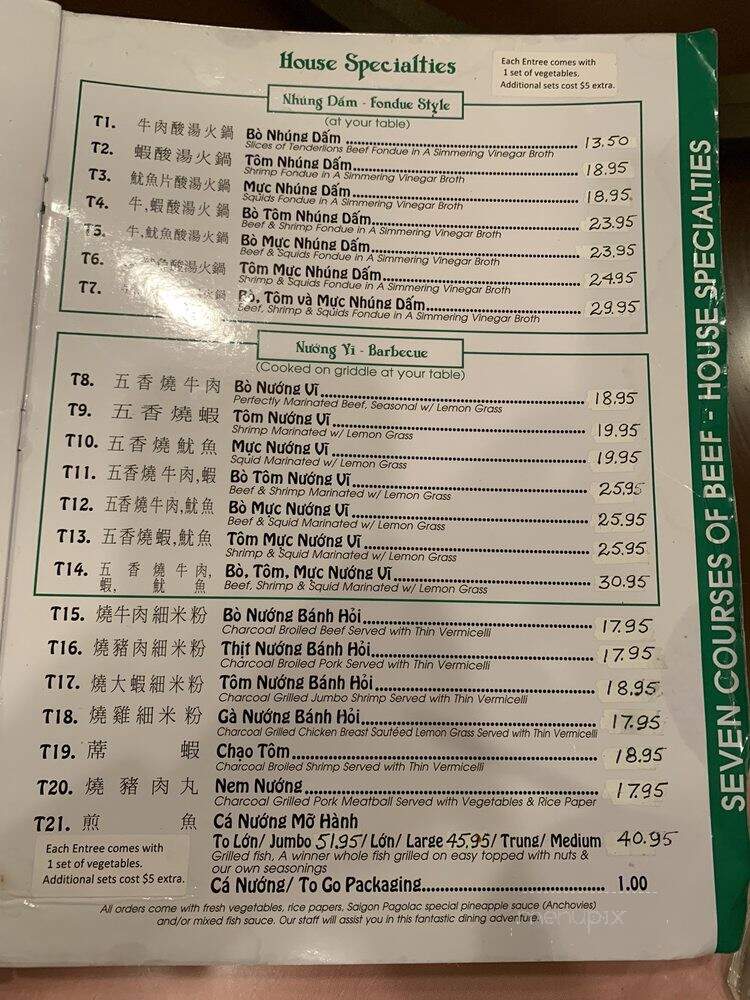 House Specialties
Each Entree comes with
1 set of vegetables.
Additional sets cost $5 extra.
Nhúng Dấm - Fondue Style
(at your table)
T1. 牛肉酸湯火鍋 Bò Nhúng Dấm 13.50
Slices of Tenderlions Beef Fondue in A Simmering Vinegar Broth
T2. 蝦酸湯火鍋 Tôm Nhúng Dấm 18.95
Shrimp Fondue in A Simmering Vinegar Broth
T3. 魷魚片酸湯火鍋 Mực Nhúng Dấm 18.95
Squids Fondue in A Simmering Vinegar Broth
T4. 牛,蝦酸湯火鍋 Bò Tôm Nhúng Dấm 23.95
Beef & Shrimp Fondue in A Simmering Vinegar Broth
T5. 牛,魷魚酸湯火鍋 Bò Mực Nhúng Dấm 23.95
Beef & Squids Fondue in A Simmering Vinegar Broth
T6. 魷魚酸湯火鍋 Tôm Mực Nhúng Dấm 24.95
Shrimp & Squids Fondue in A Simmering Vinegar Broth
T7. 火鍋 Bò, Tôm và Mực Nhúng Dấm 29.95
Beef, Shrimp & Squids Fondue in A Simmering Vinegar Broth
Nướng Vĩ - Barbecue
(Cooked on griddle at your table)
T8. 五香燒牛肉 Bò Nướng Vĩ 18.95
Perfectly Marinated Beef, Seasonal w/ Lemon Grass
T9. 五香燒蝦 Tôm Nướng Vĩ 19.95
Shrimp Marinated w/ Lemon Grass
T10. 五香燒魷魚 Mực Nướng Vĩ 19.95
Squid Marinated w/ Lemon Grass
T11. 五香燒牛肉,蝦 Bò Tôm Nướng Vĩ 25.95
Beef & Shrimp Marinated w/ Lemon Grass
T12. 五香燒牛肉,魷魚 Bò Mực Nướng Vĩ 25.95
Beef & Squid Marinated w/ Lemon Grass
T13. 五香燒蝦,魷魚 Tôm Mực Nướng Vĩ 25.95
Shrimp & Squid Marinated w/ Lemon Grass
T14. 五香燒牛肉, Bò, Tôm, Mực Nướng Vĩ 30.95
蝦, 魷魚 Beef, Shrimp & Squid Marinated w/ Lemon Grass
T15. 燒牛肉細米粉 Bò Nướng Bánh Hỏi 17.95
Charcoal Broiled Beef Served with Thin Vermicelli
T16. 燒豬肉細米粉 Thịt Nướng Bánh Hỏi 17.95
Charcoal Broiled Pork Served with Thin Vermicelli
T17. 燒大蝦細米粉 Tôm Nướng Bánh Hỏi 18.95
Charcoal Grilled Jumbo Shrimp Served with Thin Vermicelli
T18. 燒雞細米粉 Gà Nướng Bánh Hỏi 17.95
Charcoal Grilled Chicken Breast Sautéed Lemon Grass Served with Thin Vermicelli
T19. 蓆蝦 Chạo Tôm 18.95
Charcoal Broiled Shrimp Served with Thin Vermicelli
T20. 燒豬肉丸 Nem Nướng 17.95
Charcoal Grilled Pork Meatball Served with Vegetables & Rice Paper
T21. 煎魚 Cá Nướng Mỡ Hành
To Lớn/ Jumbo 51.95/ Lớn/ Large 45.95/ Trung/ Medium 40.95
Grilled fish, A winner whole fish grilled on easy topped with nuts &
our own seasonings
Each Entree comes with
1 set of vegetables.
Additional sets cost $5 extra.
Cá Nướng/ To Go Packaging 1.00
All orders come with fresh vegetables, rice papers, Saigon Pagolac special pineapple sauce (Anchovies)
and/or mixed fish sauce. Our staff will assist you in this fantastic dining adventure.
SEVEN COURSES OF BEEF - HOUSE SPECIALTIES
menupix